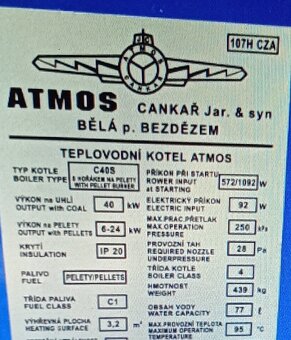 107H CZA
ATMOS
CANKAŘ
ATMOS CANKAŘ Jar. & syn
BĚLÁ p. BEZDĚZEM
TEPLOVODNÍ KOTEL ATMOS
TYP KOTLE
BOILER TYPE
C40S
S HOŘÁKEM NA PELETY
WITH PELLET BURNER
PŘÍKON PŘI STARTU
POWER INPUT
at STARTING
572/1092 W
VÝKON na UHLÍ
OUTPUT with COAL
40 kW
ELEKTRICKÝ PŘÍKON
ELECTRIC INPUT
92 W
VÝKON na PELETY
OUTPUT with PELLETS
6-24 kW
MAX.PRAC.PŘETLAK
MAX OPERATION
PRESSURE
250 kPa
KRYTÍ
INSULATION
IP 20
PROVOZNÍ TAH
REQUIRED NOZZLE
UNDERPRESSURE
28 Pa
PALIVO
FUEL
PELETY/PELLETS
TŘÍDA KOTLE
BOILER CLASS
4
HMOTNOST
WEIGHT
439 kg
TŘÍDA PALIVA
FUEL CLASS
C1
OBSAH VODY
WATER CAPACITY
77 ℓ
VÝHŘEVNÁ PLOCHA
HEATING SURFACE
3,2 m²
MAX.PROVOZNÍ TEPLOTA
MAXIMUM OPERATION
TEMPERATURE
95 °C